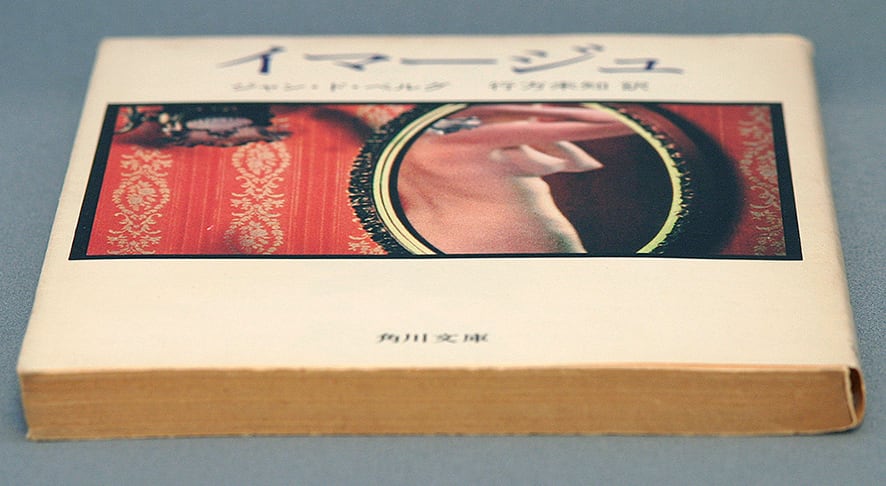 イマージュ
ジャン・ド・ベルグ 行方未知 訳
角川文庫